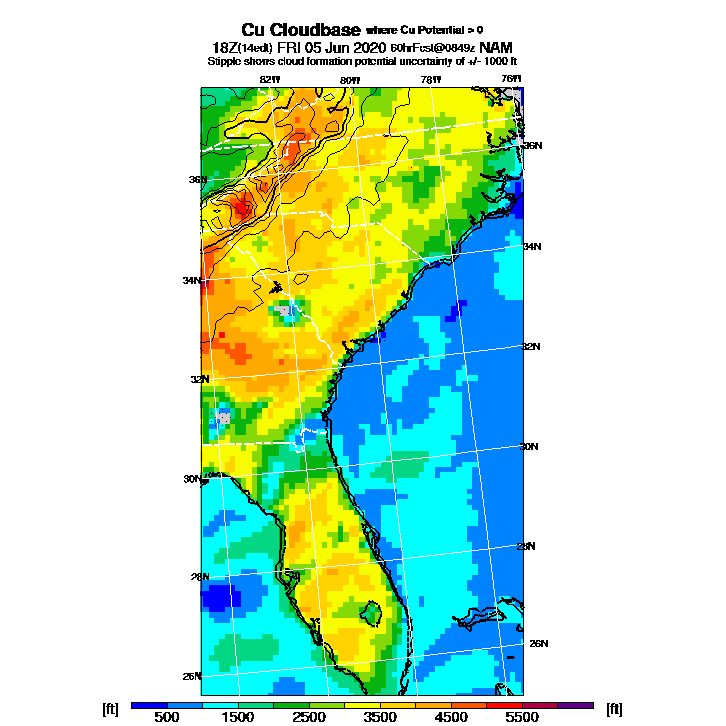 Cu Cloudbase where Cu Potential > 0
18Z(14edt) FRI 05 Jun 2020 60hrFcst@0849z NAM
Stipple shows cloud formation potential uncertainty of +/- 1000 ft
82W 80W 78W 76W
36N
36N
34N
34N
32N
32N
30N
30N
28N
28N
26N
26N
[ft] [ft]
500 1500 2500 3500 4500 5500